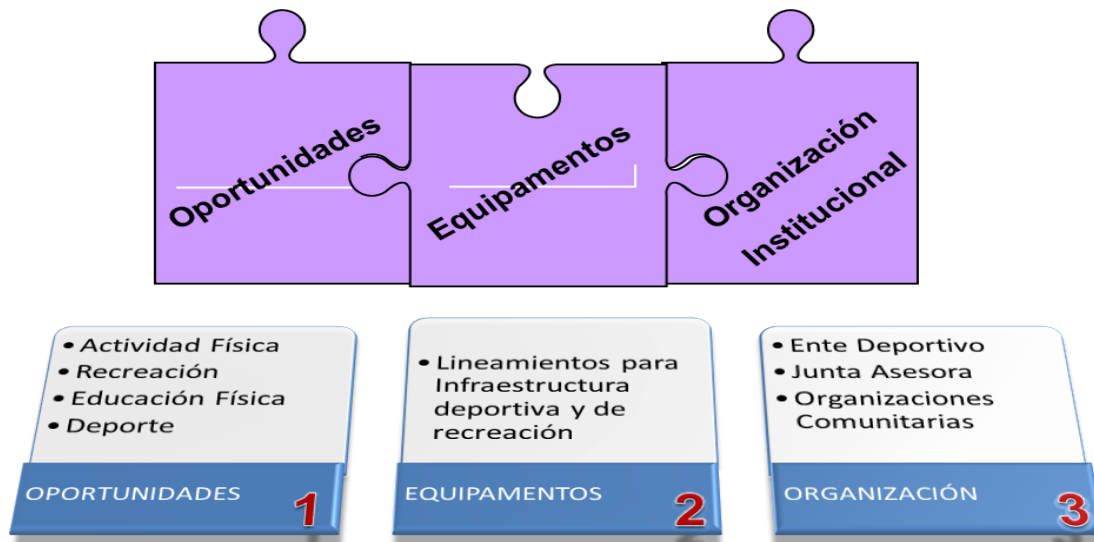 Oportunidades
Equipamentos
Organización
Institucional
• Actividad Física
• Recreación
• Educación Física
• Deporte
OPORTUNIDADES 1
• Lineamientos para
Infraestructura
deportiva y de
recreación
EQUIPAMENTOS 2
• Ente Deportivo
• Junta Asesora
• Organizaciones
Comunitarias
ORGANIZACIÓN 3